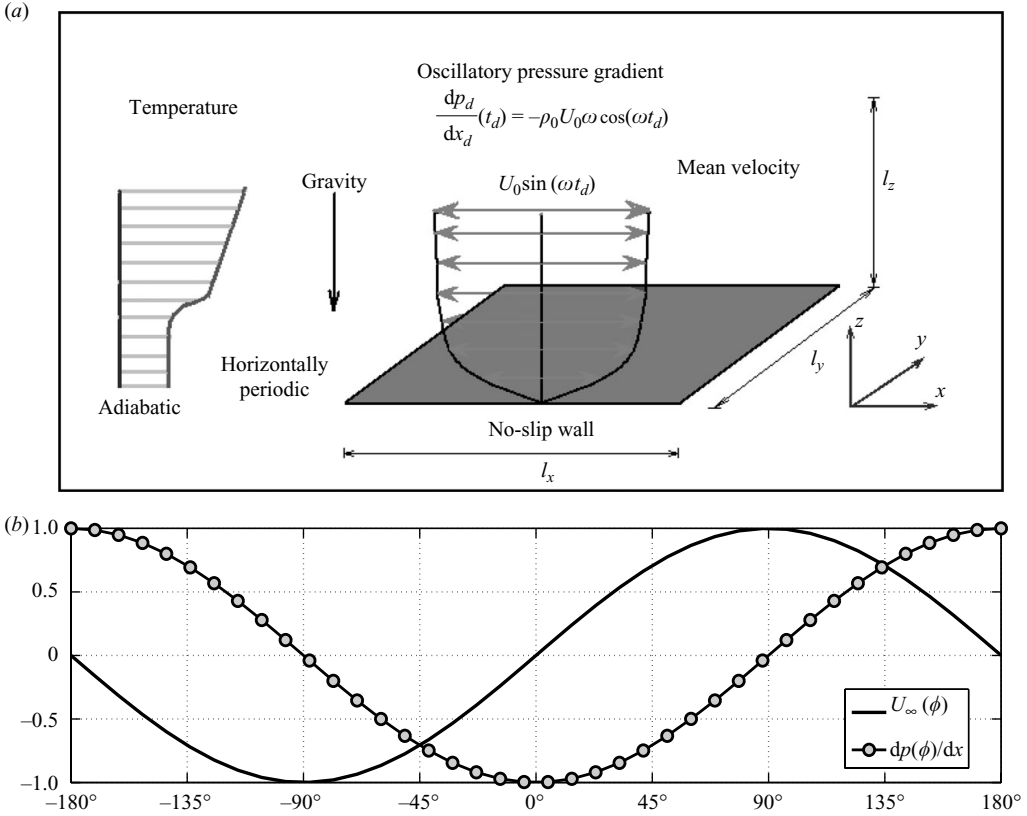 (a)
Oscillatory pressure gradient
Temperature
dp_d/dx_d (t_d) = −ρ_0U_0ω cos(ωt_d)
Gravity
Mean velocity
U_0 sin (ωt_d)
l_z
z
y
Horizontally
periodic
l_y
x
Adiabatic
No-slip wall
l_x
(b)
1.0
0.5
0
−0.5
−1.0
U_∞ (ϕ)
dp(ϕ)/dx
−180° −135° −90° −45° 0° 45° 90° 135° 180°